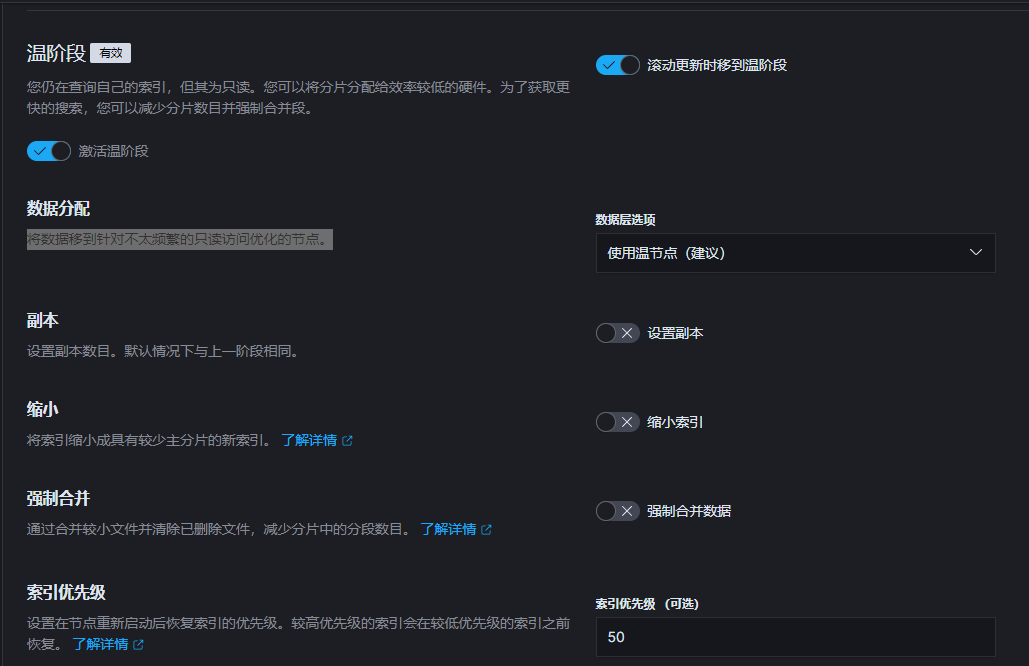 温阶段 有效
滚动更新时移到温阶段
您仍在查询自己的索引，但其为只读。您可以将分片分配给效率较低的硬件。为了获取更
快的搜索，您可以减少分片数目并强制合并段。
激活温阶段
数据分配
将数据移到针对不太频繁的只读访问优化的节点。
数据层选项
使用温节点（建议）
副本
设置副本数目。默认情况下与上一阶段相同。
设置副本
缩小
将索引缩小成具有较少主分片的新索引。 了解详情
缩小索引
强制合并
通过合并较小文件并清除已删除文件，减少分片中的分段数目。 了解详情
强制合并数据
索引优先级
设置在节点重新启动后恢复索引的优先级。较高优先级的索引会在较低优先级的索引之前
恢复。 了解详情
索引优先级 （可选）
50